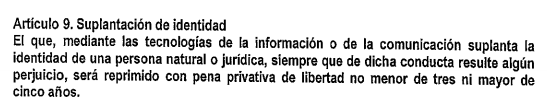 Artículo 9. Suplantación de identidad
El que, mediante las tecnologías de la información o de la comunicación suplanta la
identidad de una persona natural o jurídica, siempre que de dicha conducta resulte algún
perjuicio, será reprimido con pena privativa de libertad no menor de tres ni mayor de
cinco años.